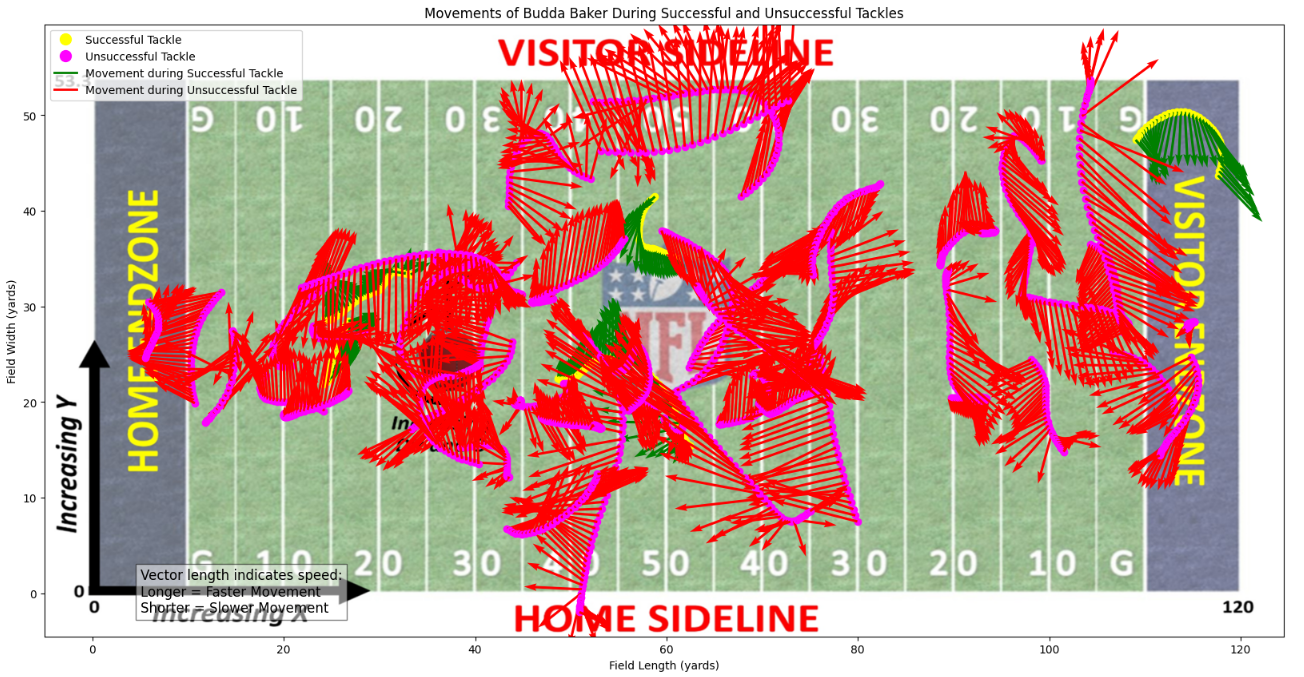 Movements of Budda Baker During Successful and Unsuccessful Tackles
Successful Tackle
Unsuccessful Tackle
Movement during Successful Tackle
Movement during Unsuccessful Tackle
VISITOR SIDELINE
G 10 20 30 50 30 20 10 G
HOME ENDZONE
VISITOR ENDZONE
NFL
G 10 20 30 40 50 40 30 20 10 G
Increasing Y
Increasing X
Vector length indicates speed:
Longer = Faster Movement
Shorter = Slower Movement
HOME SIDELINE
0
0
120
53.3
Field Width (yards)
0
10
20
30
40
50
0 20 40 60 80 100 120
Field Length (yards)